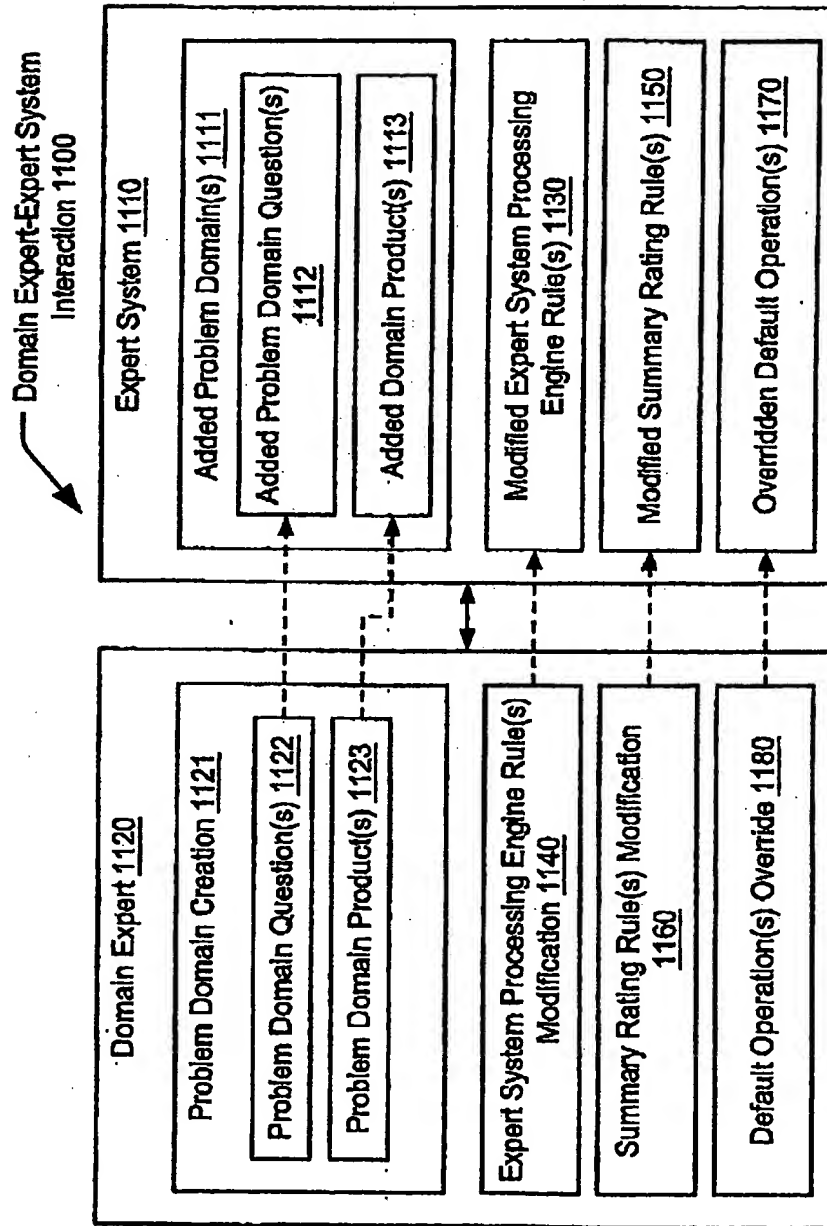 Domain Expert-Expert System
Interaction 1100
Domain Expert 1120
Problem Domain Creation 1121
Problem Domain Question(s) 1122
Problem Domain Product(s) 1123
Expert System Processing Engine Rule(s)
Modification 1140
Summary Rating Rule(s) Modification
1160
Default Operation(s) Override 1180
Expert System 1110
Added Problem Domain(s) 1111
Added Problem Domain Question(s)
1112
Added Domain Product(s) 1113
Modified Expert System Processing
Engine Rule(s) 1130
Modified Summary Rating Rule(s) 1150
Overridden Default Operation(s) 1170